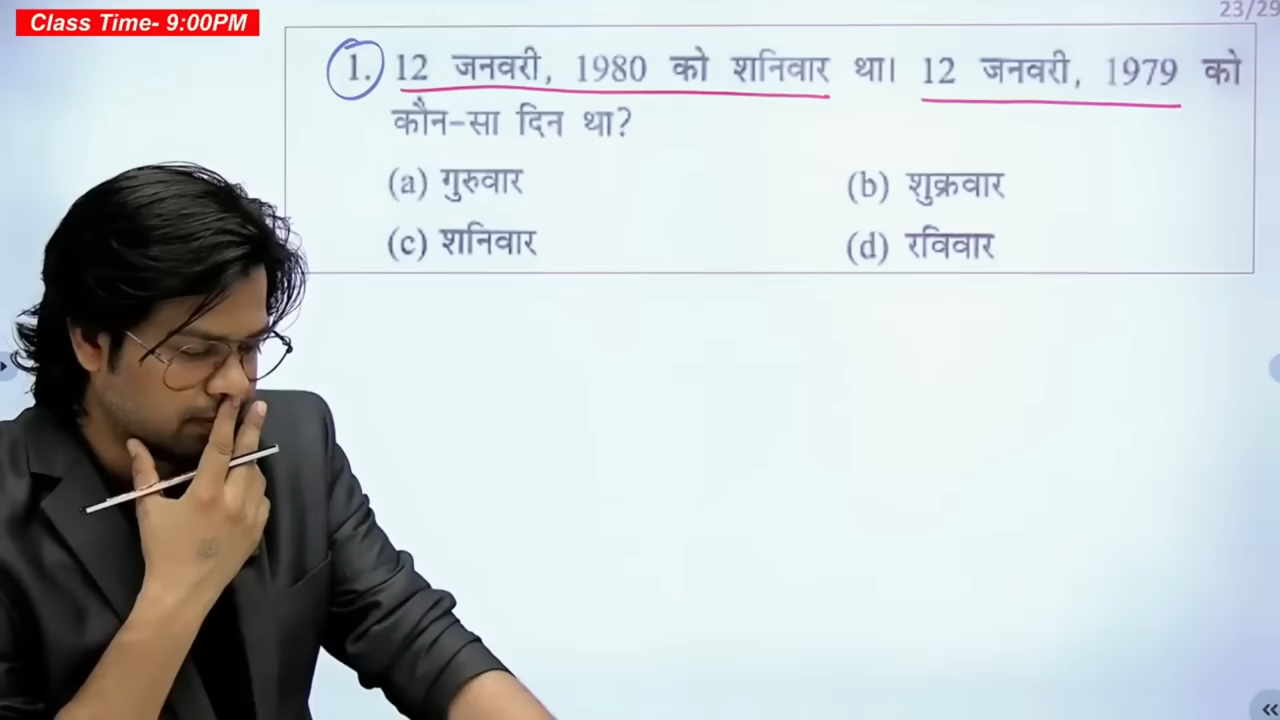 Class Time- 9:00PM
23/29
1. 12 जनवरी, 1980 को शनिवार था। 12 जनवरी, 1979 को
कौन-सा दिन था?
(a) गुरुवार (b) शुक्रवार
(c) शनिवार (d) रविवार